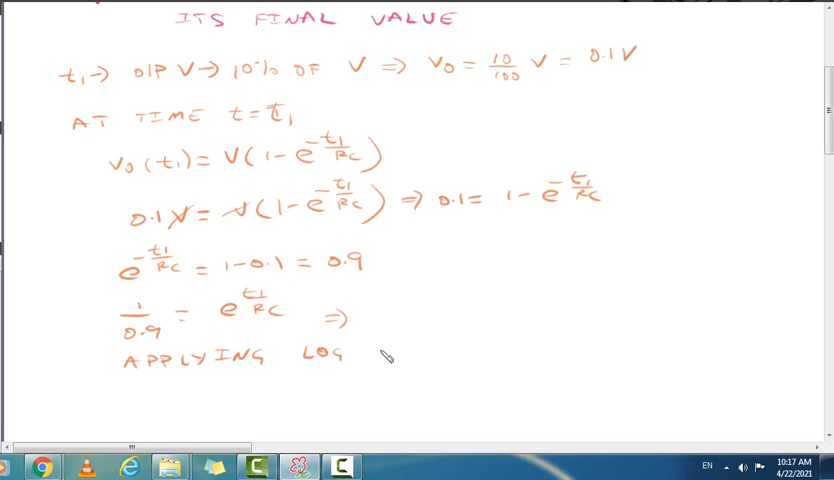 ITS FINAL VALUE
t₁ → O/P V → 10% OF V ⇒ V₀ = 10/100 V = 0.1V
AT TIME t = t₁
V₀(t₁) = V(1 - e^(-t₁/RC))
0.1V = V(1 - e^(-t₁/RC)) ⇒ 0.1 = 1 - e^(-t₁/RC)
e^(-t₁/RC) = 1 - 0.1 = 0.9
1/0.9 = e^(t₁/RC) ⇒
APPLYING LOG
EN
10:17 AM
4/22/2021